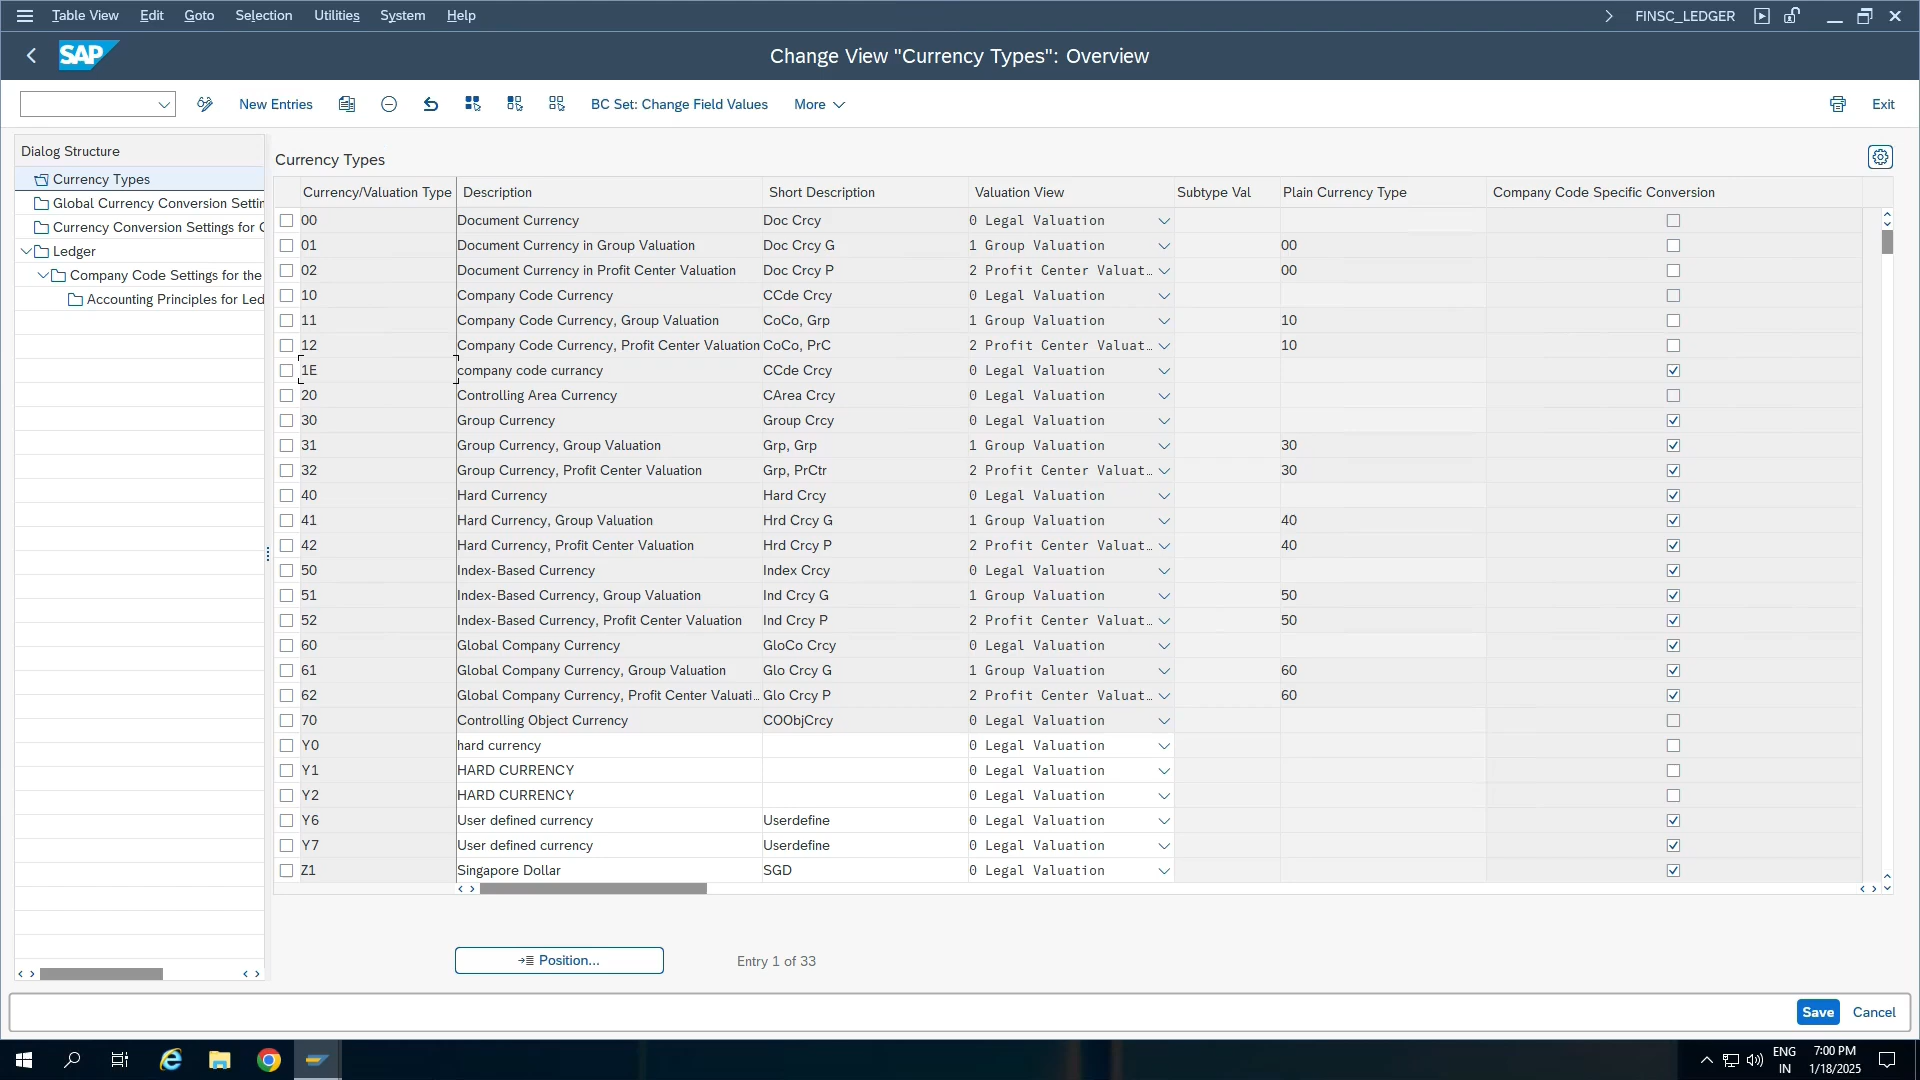 Table View Edit Goto Selection Utilities System Help FINSC_LEDGER
SAP Change View "Currency Types": Overview
New Entries BC Set: Change Field Values More Exit
Dialog Structure
Currency Types
Global Currency Conversion Settin
Currency Conversion Settings for C
Ledger
Company Code Settings for the
Accounting Principles for Led
Currency Types
Currency/Valuation Type Description Short Description Valuation View Subtype Val Plain Currency Type Company Code Specific Conversion
00 Document Currency Doc Crcy 0 Legal Valuation
01 Document Currency in Group Valuation Doc Crcy G 1 Group Valuation 00
02 Document Currency in Profit Center Valuation Doc Crcy P 2 Profit Center Valuat… 00
10 Company Code Currency CCde Crcy 0 Legal Valuation
11 Company Code Currency, Group Valuation CoCo, Grp 1 Group Valuation 10
12 Company Code Currency, Profit Center Valuation CoCo, PrC 2 Profit Center Valuat… 10
1E company code currancy CCde Crcy 0 Legal Valuation
20 Controlling Area Currency CArea Crcy 0 Legal Valuation
30 Group Currency Group Crcy 0 Legal Valuation
31 Group Currency, Group Valuation Grp, Grp 1 Group Valuation 30
32 Group Currency, Profit Center Valuation Grp, PrCtr 2 Profit Center Valuat… 30
40 Hard Currency Hard Crcy 0 Legal Valuation
41 Hard Currency, Group Valuation Hrd Crcy G 1 Group Valuation 40
42 Hard Currency, Profit Center Valuation Hrd Crcy P 2 Profit Center Valuat… 40
50 Index-Based Currency Index Crcy 0 Legal Valuation
51 Index-Based Currency, Group Valuation Ind Crcy G 1 Group Valuation 50
52 Index-Based Currency, Profit Center Valuation Ind Crcy P 2 Profit Center Valuat… 50
60 Global Company Currency GloCo Crcy 0 Legal Valuation
61 Global Company Currency, Group Valuation Glo Crcy G 1 Group Valuation 60
62 Global Company Currency, Profit Center Valuati… Glo Crcy P 2 Profit Center Valuat… 60
70 Controlling Object Currency COObjCrcy 0 Legal Valuation
Y0 hard currency 0 Legal Valuation
Y1 HARD CURRENCY 0 Legal Valuation
Y2 HARD CURRENCY 0 Legal Valuation
Y6 User defined currency Userdefine 0 Legal Valuation
Y7 User defined currency Userdefine 0 Legal Valuation
Z1 Singapore Dollar SGD 0 Legal Valuation
Position... Entry 1 of 33
Save Cancel
ENG 7:00 PM
IN 1/18/2025